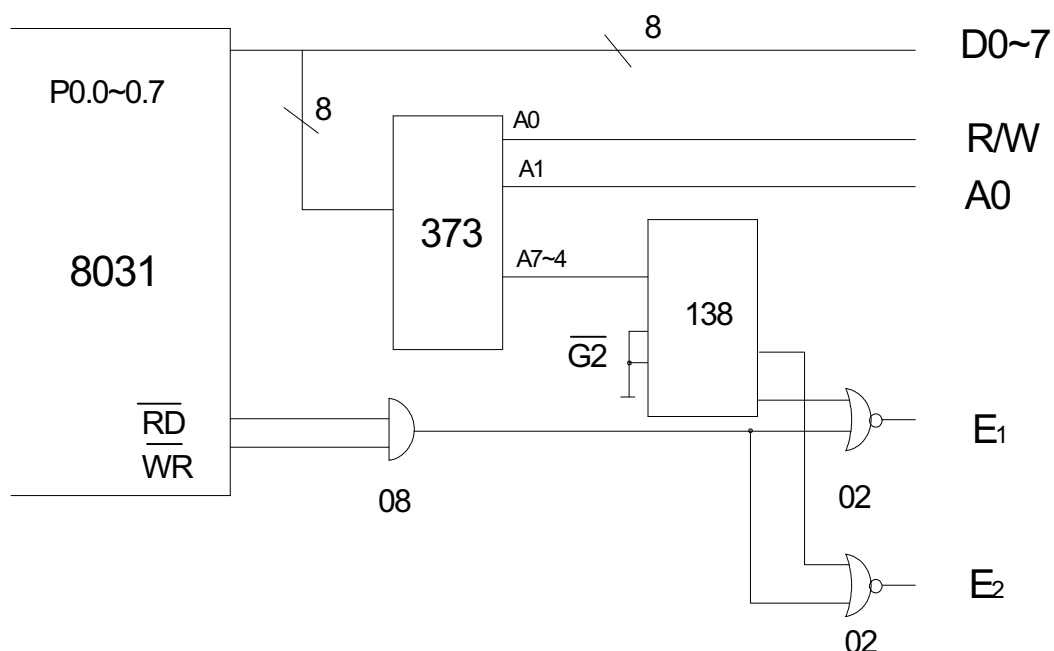 8
D0~7
P0.0~0.7
8
A0
R/W
A1
A0
373
A7~4
8031
138
G2
RD
WR
E1
08
02
E2
02